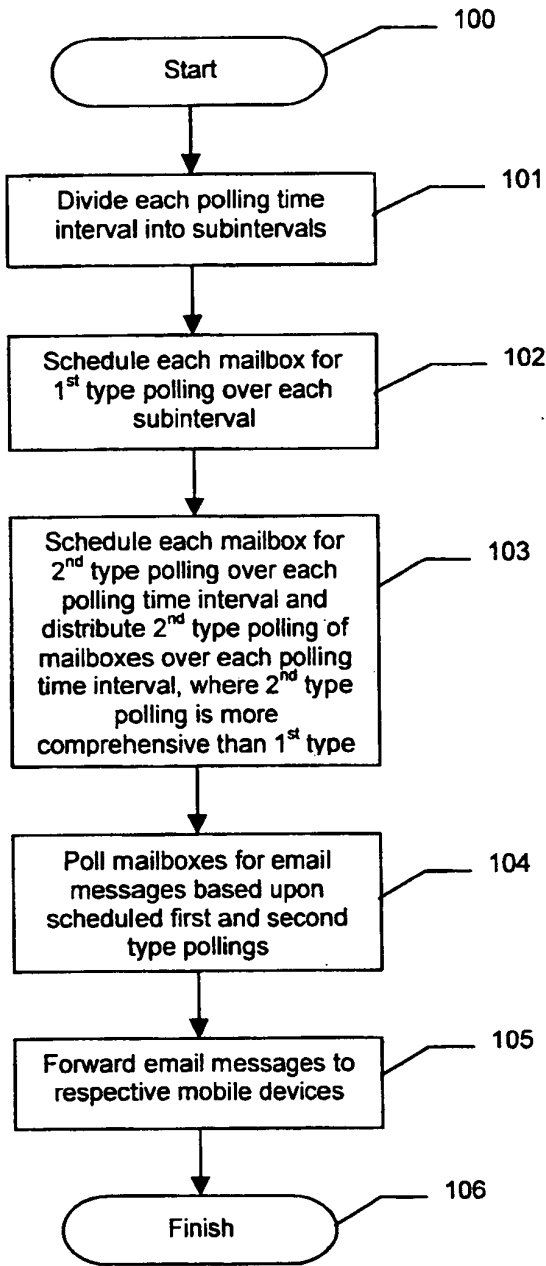 100
Start
101
Divide each polling time
interval into subintervals
102
Schedule each mailbox for
1st type polling over each
subinterval
103
Schedule each mailbox for
2nd type polling over each
polling time interval and
distribute 2nd type polling of
mailboxes over each polling
time interval, where 2nd type
polling is more
comprehensive than 1st type
104
Poll mailboxes for email
messages based upon
scheduled first and second
type pollings
105
Forward email messages to
respective mobile devices
106
Finish